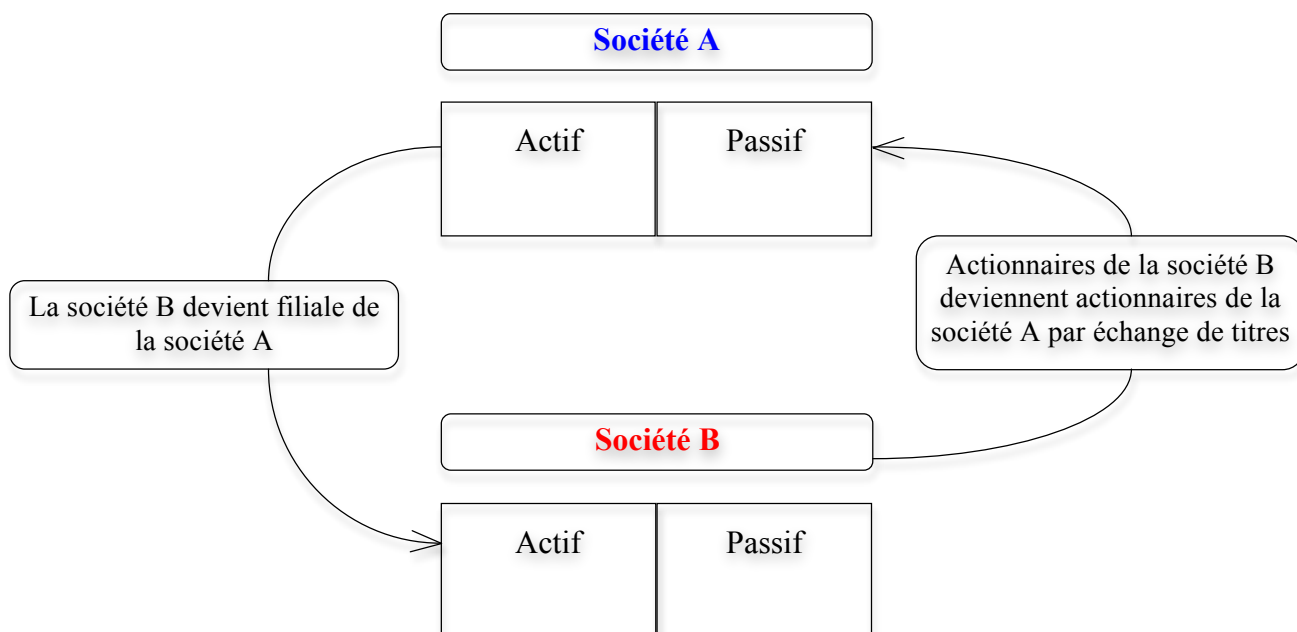 Société A
Actif
Passif
La société B devient filiale de
la société A
Actionnaires de la société B
deviennent actionnaires de la
société A par échange de titres
Société B
Actif
Passif